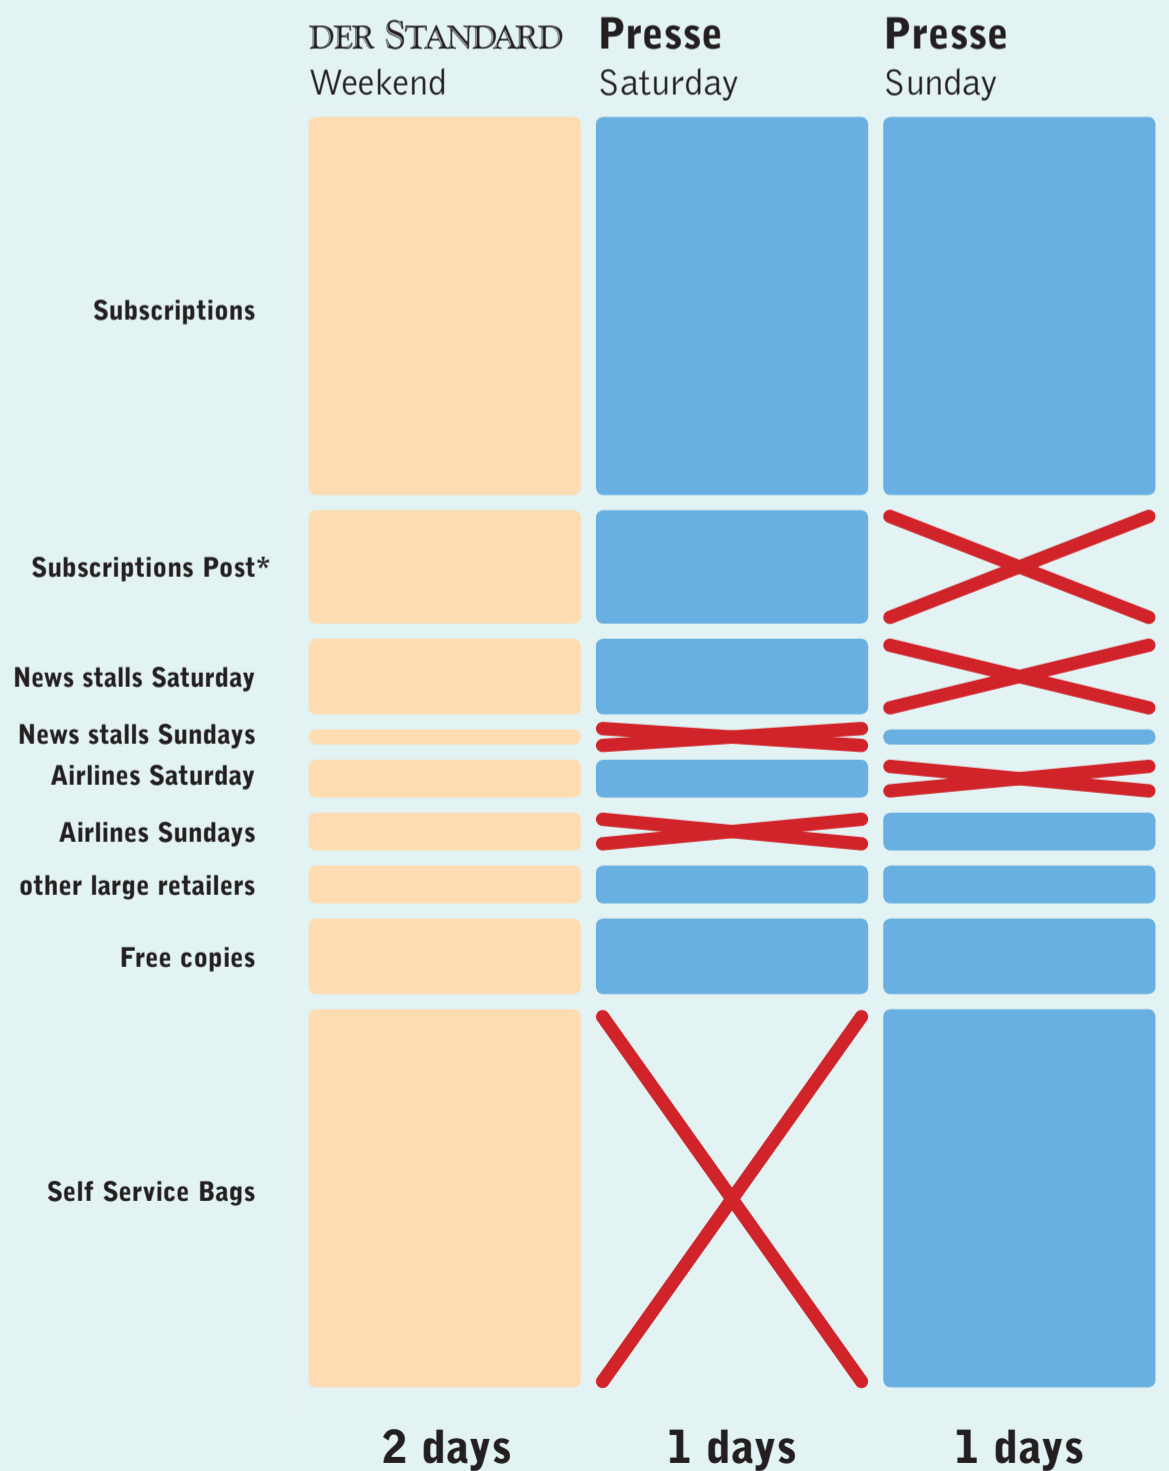 DER STANDARD
Weekend
Presse
Saturday
Presse
Sunday
Subscriptions
Subscriptions Post*
News stalls Saturday
News stalls Sundays
Airlines Saturday
Airlines Sundays
other large retailers
Free copies
Self Service Bags
2 days
1 days
1 days